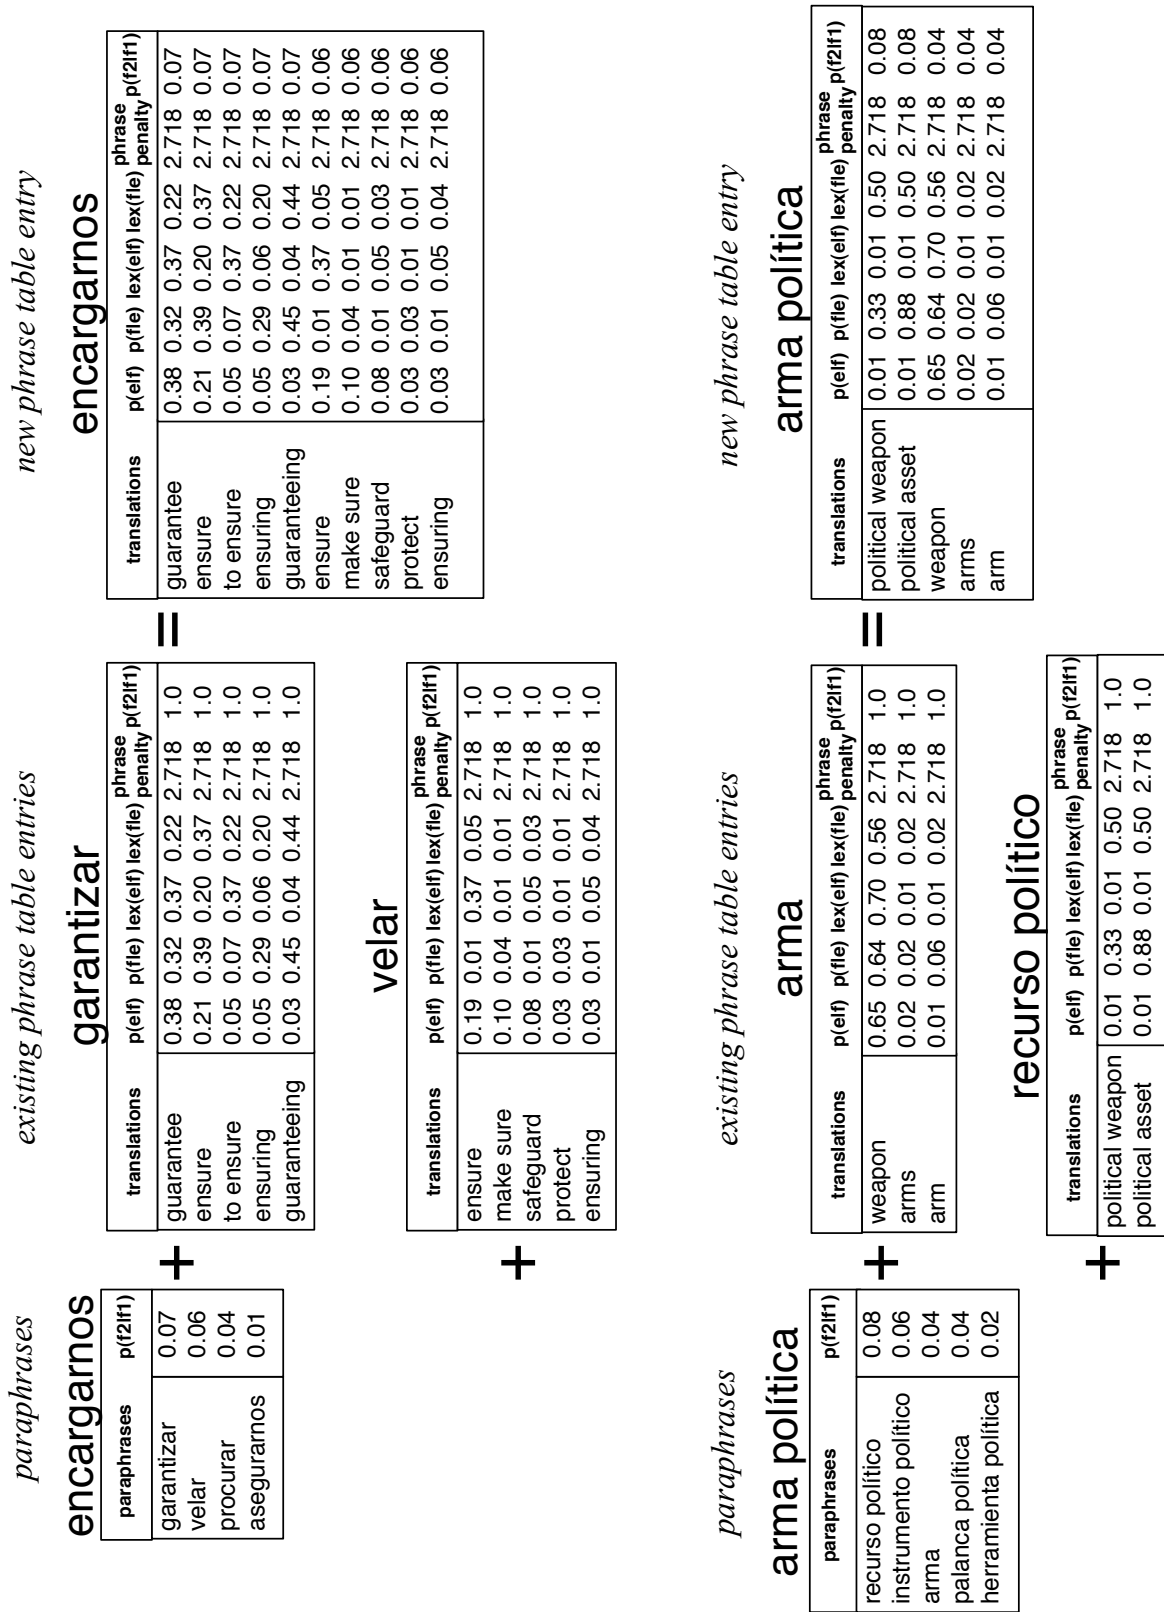 paraphrases
encargarnos
paraphrases p(f2|f1)
garantizar 0.07
velar 0.06
procurar 0.04
asegurarnos 0.01
+
+
existing phrase table entries
garantizar
translations p(e|f) p(f|e) lex(e|f) lex(f|e) phrase penalty p(f2|f1)
guarantee 0.38 0.32 0.37 0.22 2.718 1.0
ensure 0.21 0.39 0.20 0.37 2.718 1.0
to ensure 0.05 0.07 0.37 0.22 2.718 1.0
ensuring 0.05 0.29 0.06 0.20 2.718 1.0
guaranteeing 0.03 0.45 0.04 0.44 2.718 1.0
velar
translations p(e|f) p(f|e) lex(e|f) lex(f|e) phrase penalty p(f2|f1)
ensure 0.19 0.01 0.37 0.05 2.718 1.0
make sure 0.10 0.04 0.01 0.01 2.718 1.0
safeguard 0.08 0.01 0.05 0.03 2.718 1.0
protect 0.03 0.03 0.01 0.01 2.718 1.0
ensuring 0.03 0.01 0.05 0.04 2.718 1.0
=
new phrase table entry
encargarnos
translations p(e|f) p(f|e) lex(e|f) lex(f|e) phrase penalty p(f2|f1)
guarantee 0.38 0.32 0.37 0.22 2.718 0.07
ensure 0.21 0.39 0.20 0.37 2.718 0.07
to ensure 0.05 0.07 0.37 0.22 2.718 0.07
ensuring 0.05 0.29 0.06 0.20 2.718 0.07
guaranteeing 0.03 0.45 0.04 0.44 2.718 0.07
ensure 0.19 0.01 0.37 0.05 2.718 0.06
make sure 0.10 0.04 0.01 0.01 2.718 0.06
safeguard 0.08 0.01 0.05 0.03 2.718 0.06
protect 0.03 0.03 0.01 0.01 2.718 0.06
ensuring 0.03 0.01 0.05 0.04 2.718 0.06
paraphrases
arma política
paraphrases p(f2|f1)
recurso político 0.08
instrumento político 0.06
arma 0.04
palanca política 0.04
herramienta política 0.02
+
+
existing phrase table entries
arma
translations p(e|f) p(f|e) lex(e|f) lex(f|e) phrase penalty p(f2|f1)
weapon 0.65 0.64 0.70 0.56 2.718 1.0
arms 0.02 0.02 0.01 0.02 2.718 1.0
arm 0.01 0.06 0.01 0.02 2.718 1.0
recurso político
translations p(e|f) p(f|e) lex(e|f) lex(f|e) phrase penalty p(f2|f1)
political weapon 0.01 0.33 0.01 0.50 2.718 1.0
political asset 0.01 0.88 0.01 0.50 2.718 1.0
=
new phrase table entry
arma política
translations p(e|f) p(f|e) lex(e|f) lex(f|e) phrase penalty p(f2|f1)
political weapon 0.01 0.33 0.01 0.50 2.718 0.08
political asset 0.01 0.88 0.01 0.50 2.718 0.08
weapon 0.65 0.64 0.70 0.56 2.718 0.04
arms 0.02 0.02 0.01 0.02 2.718 0.04
arm 0.01 0.06 0.01 0.02 2.718 0.04